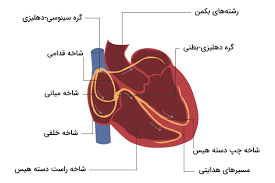 رشته‌های بکمن
گره سینوسی-دهلیزی
گره دهلیزی-بطنی
شاخه قدامی
شاخه میانی
شاخه خلفی
شاخه چپ دسته هیس
شاخه راست دسته هیس
مسیرهای هدایتی